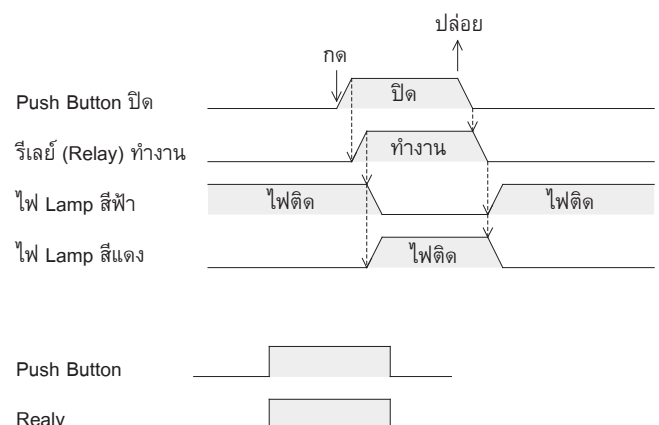 ปล่อย
กด
Push Button ปิด ปิด
รีเลย์ (Relay) ทำงาน ทำงาน
ไฟ Lamp สีฟ้า ไฟติด ไฟติด
ไฟ Lamp สีแดง ไฟติด
Push Button
Realy